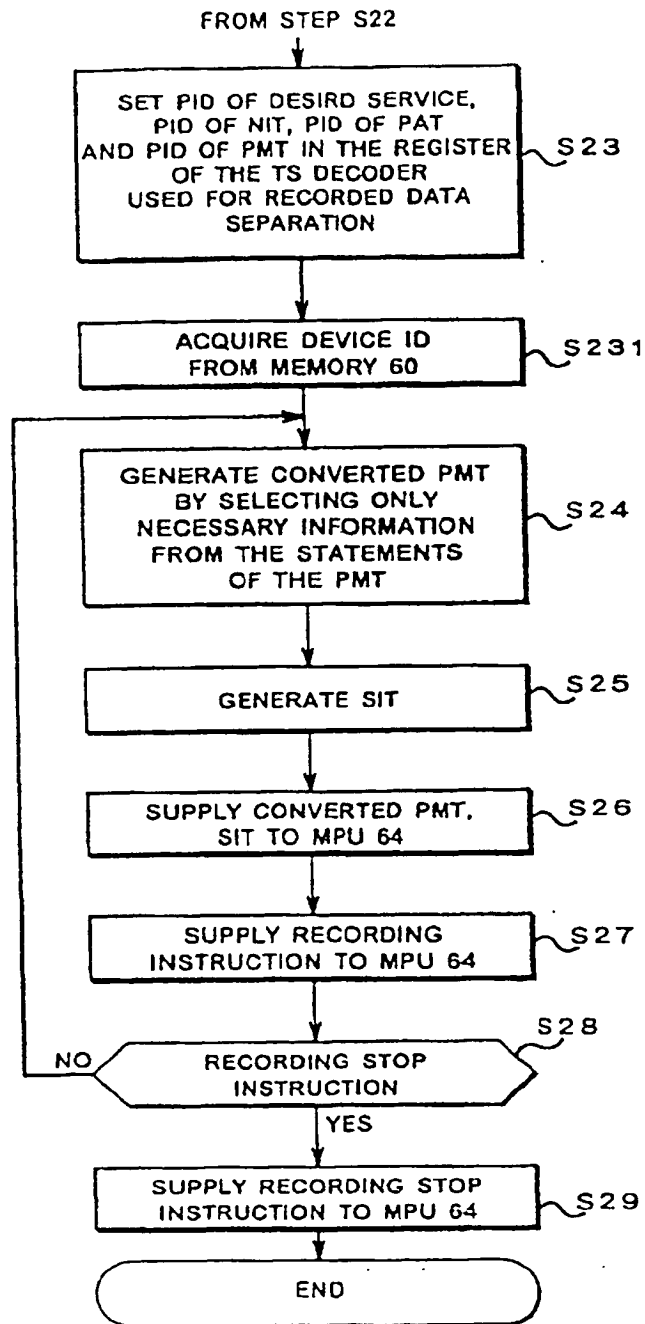 FROM STEP S22
SET PID OF DESIRD SERVICE,
PID OF NIT, PID OF PAT
AND PID OF PMT IN THE REGISTER
OF THE TS DECODER
USED FOR RECORDED DATA
SEPARATION
S23
ACQUIRE DEVICE ID
FROM MEMORY 60
S231
GENERATE CONVERTED PMT
BY SELECTING ONLY
NECESSARY INFORMATION
FROM THE STATEMENTS
OF THE PMT
S24
GENERATE SIT
S25
SUPPLY CONVERTED PMT,
SIT TO MPU 64
S26
SUPPLY RECORDING
INSTRUCTION TO MPU 64
S27
S28
NO
RECORDING STOP
INSTRUCTION
YES
SUPPLY RECORDING STOP
INSTRUCTION TO MPU 64
S29
END